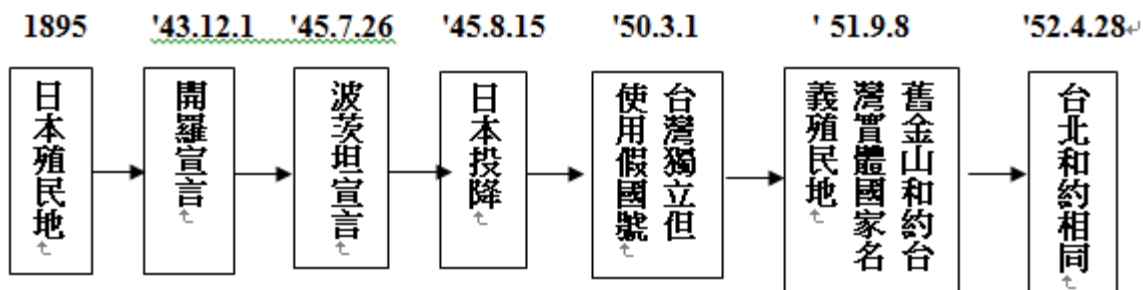 1895 '43.12.1 '45.7.26 '45.8.15 '50.3.1 ' 51.9.8 '52.4.28
日本殖民地
開羅宣言
波茨坦宣言
日本投降
台灣獨立但
使用假國號
舊金山和約台
灣實體國家名
義殖民地
台北和約相同